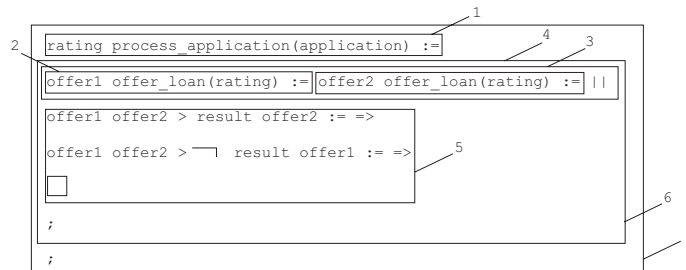 1
rating process_application(application) :=
2 4 3
offer1 offer_loan(rating) := offer2 offer_loan(rating) := ||
offer1 offer2 > result offer2 := =>
offer1 offer2 > ¬ result offer1 := =>
5
□
6
;
;